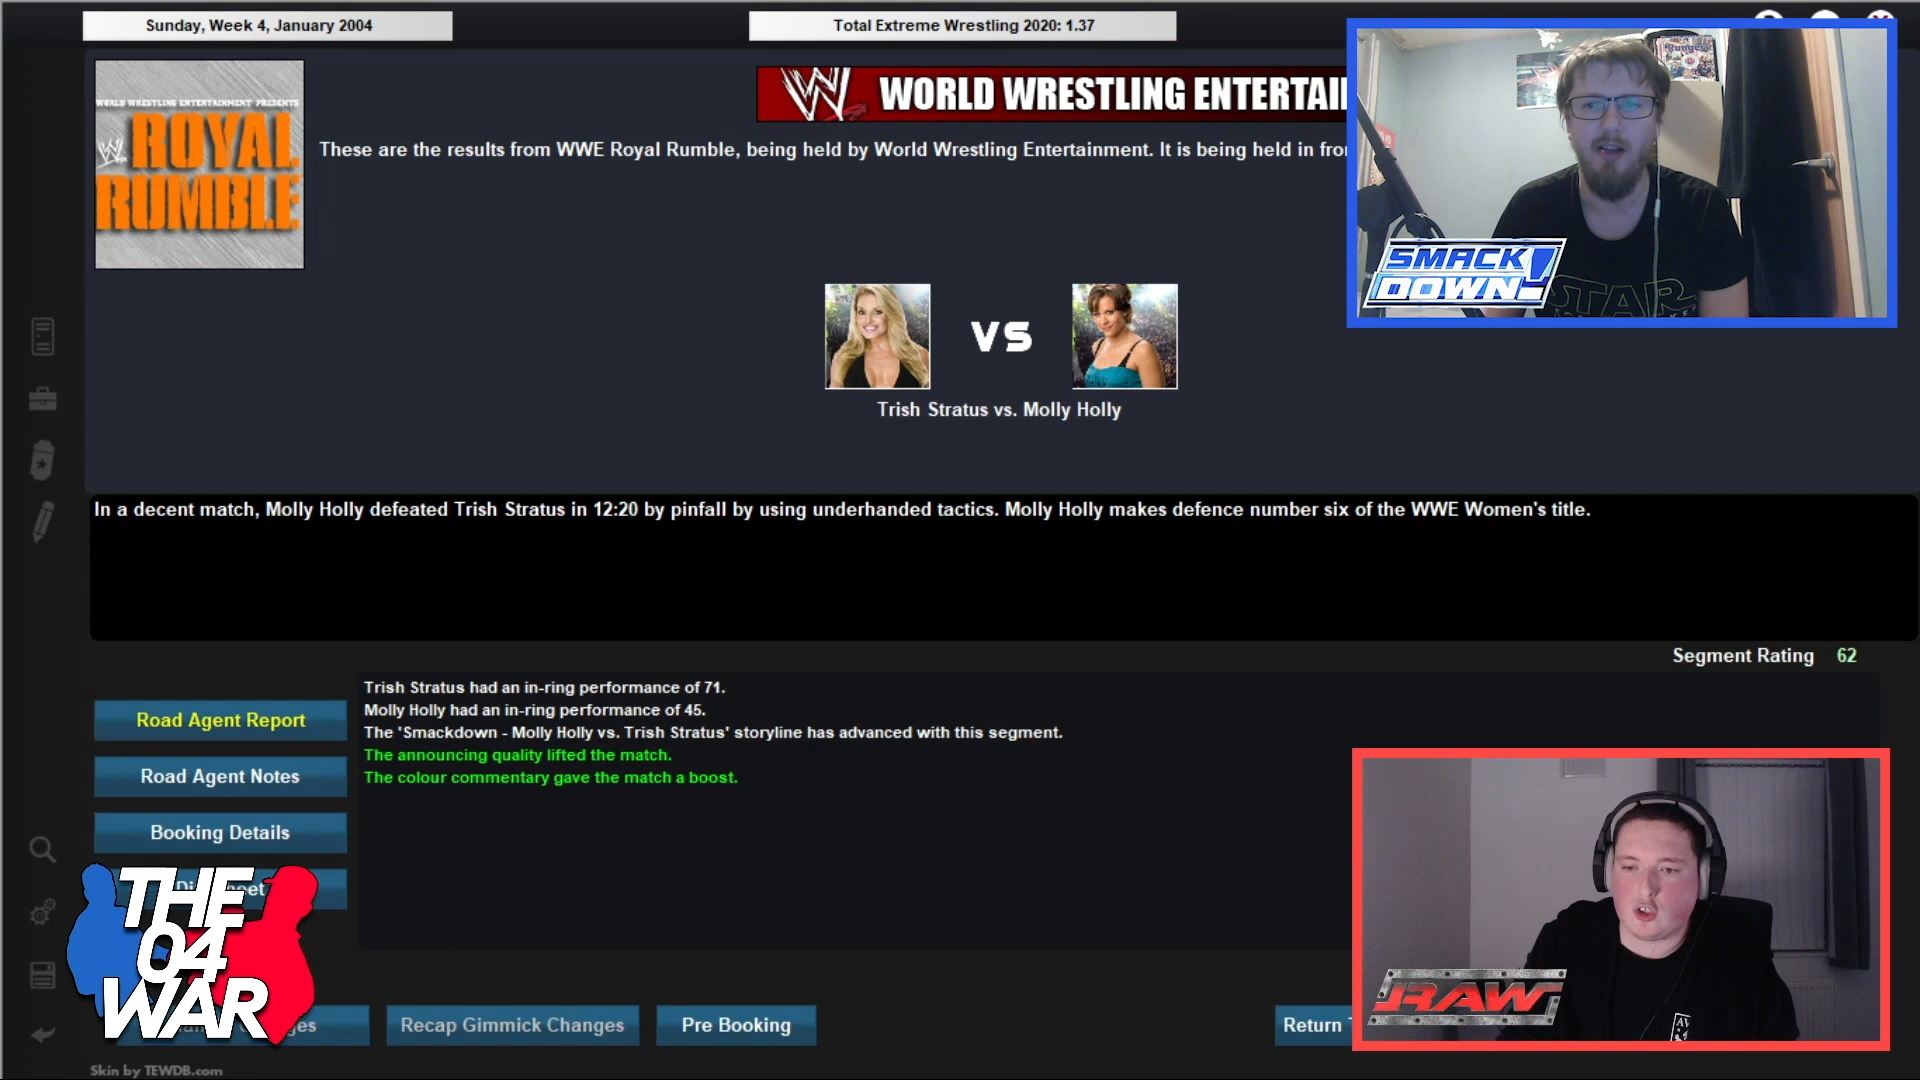 Sunday, Week 4, January 2004
Total Extreme Wrestling 2020: 1.37
WORLD WRESTLING ENTERTAINMENT PRESENTS
W ROYAL
RUMBLE
W WORLD WRESTLING ENTERTAI
These are the results from WWE Royal Rumble, being held by World Wrestling Entertainment. It is being held in fro
SMACK
DOWN!
STAR
VS
Trish Stratus vs. Molly Holly
In a decent match, Molly Holly defeated Trish Stratus in 12:20 by pinfall by using underhanded tactics. Molly Holly makes defence number six of the WWE Women's title.
Segment Rating 62
Road Agent Report
Road Agent Notes
Booking Details
Trish Stratus had an in-ring performance of 71.
Molly Holly had an in-ring performance of 45.
The 'Smackdown - Molly Holly vs. Trish Stratus' storyline has advanced with this segment.
The announcing quality lifted the match.
The colour commentary gave the match a boost.
THE
04
WAR
RAW
AV
Recap Gimmick Changes
Pre Booking
Return
Skin by TEWDB.com